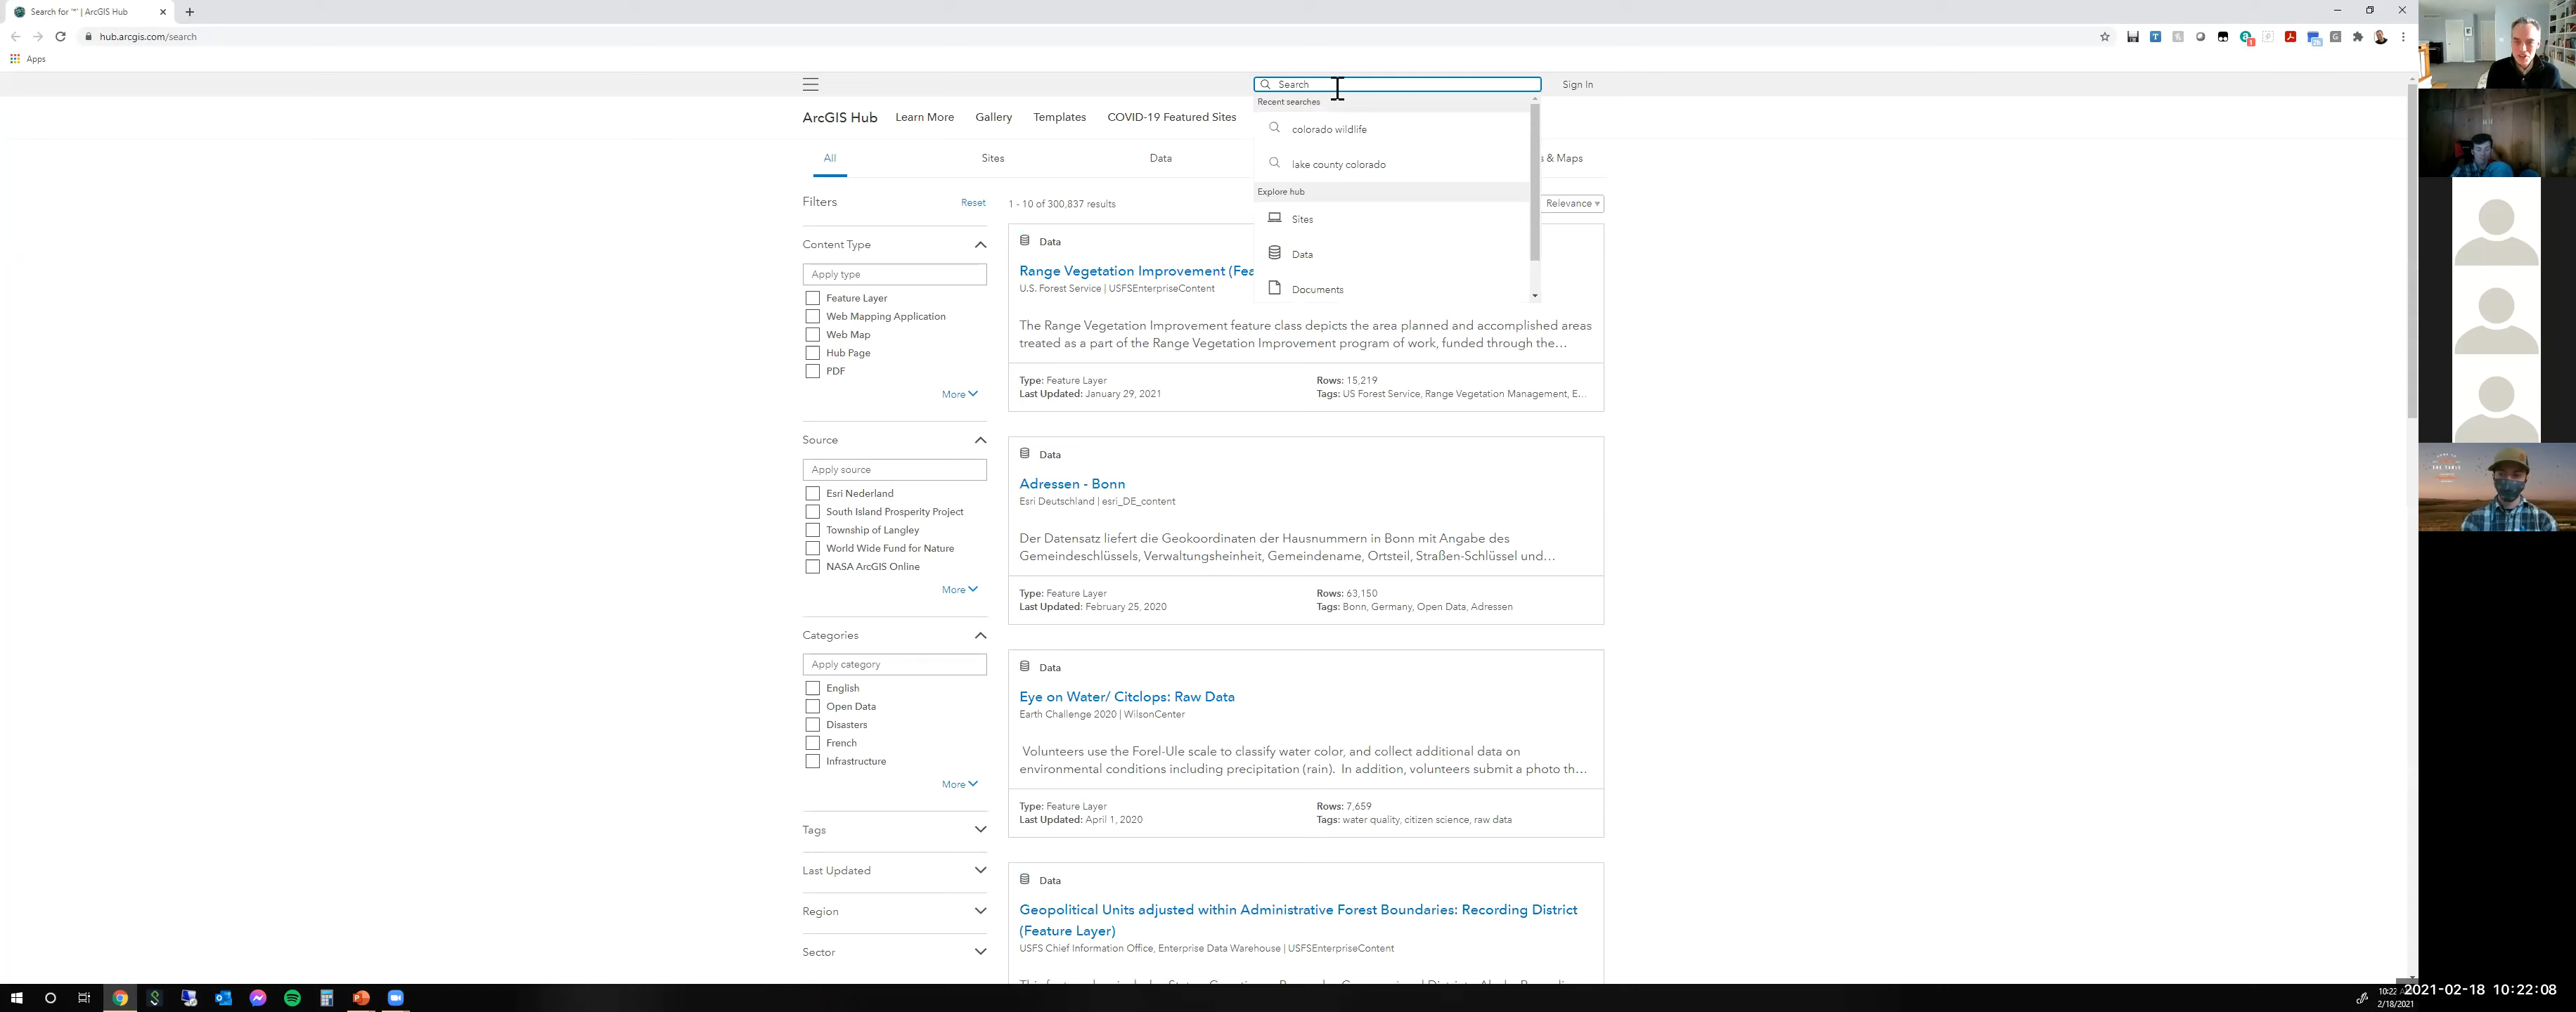 Search for "*" | ArcGIS Hub
hub.arcgis.com/search
Apps
Search
Sign In
Recent searches
ArcGIS Hub Learn More Gallery Templates COVID-19 Featured Sites
colorado wildlife
All Sites Data s & Maps
lake county colorado
Explore hub
Filters Reset
1 - 10 of 300,837 results
Relevance
Sites
Data
Documents
Content Type
Apply type
Feature Layer
Web Mapping Application
Web Map
Hub Page
PDF
More
Source
Apply source
Esri Nederland
South Island Prosperity Project
Township of Langley
World Wide Fund for Nature
NASA ArcGIS Online
More
Categories
Apply category
English
Open Data
Disasters
French
Infrastructure
More
Tags
Last Updated
Region
Sector
Data
Range Vegetation Improvement (Fea
U.S. Forest Service | USFSEnterpriseContent
The Range Vegetation Improvement feature class depicts the area planned and accomplished areas
treated as a part of the Range Vegetation Improvement program of work, funded through the...
Type: Feature Layer Rows: 15,219
Last Updated: January 29, 2021 Tags: US Forest Service, Range Vegetation Management, E...
Data
Adressen - Bonn
Esri Deutschland | esri_DE_content
Der Datensatz liefert die Geokoordinaten der Hausnummern in Bonn mit Angabe des
Gemeindeschlüssels, Verwaltungsheinheit, Gemeindename, Ortsteil, Straßen-Schlüssel und...
Type: Feature Layer Rows: 63,150
Last Updated: February 25, 2020 Tags: Bonn, Germany, Open Data, Adressen
Data
Eye on Water/ Citclops: Raw Data
Earth Challenge 2020 | WilsonCenter
Volunteers use the Forel-Ule scale to classify water color, and collect additional data on
environmental conditions including precipitation (rain). In addition, volunteers submit a photo th...
Type: Feature Layer Rows: 7,659
Last Updated: April 1, 2020 Tags: water quality, citizen science, raw data
Data
Geopolitical Units adjusted within Administrative Forest Boundaries: Recording District
(Feature Layer)
USFS Chief Information Office, Enterprise Data Warehouse | USFSEnterpriseContent
THE TABLE
10:22
2/18/2021
2021-02-18 10:22:08